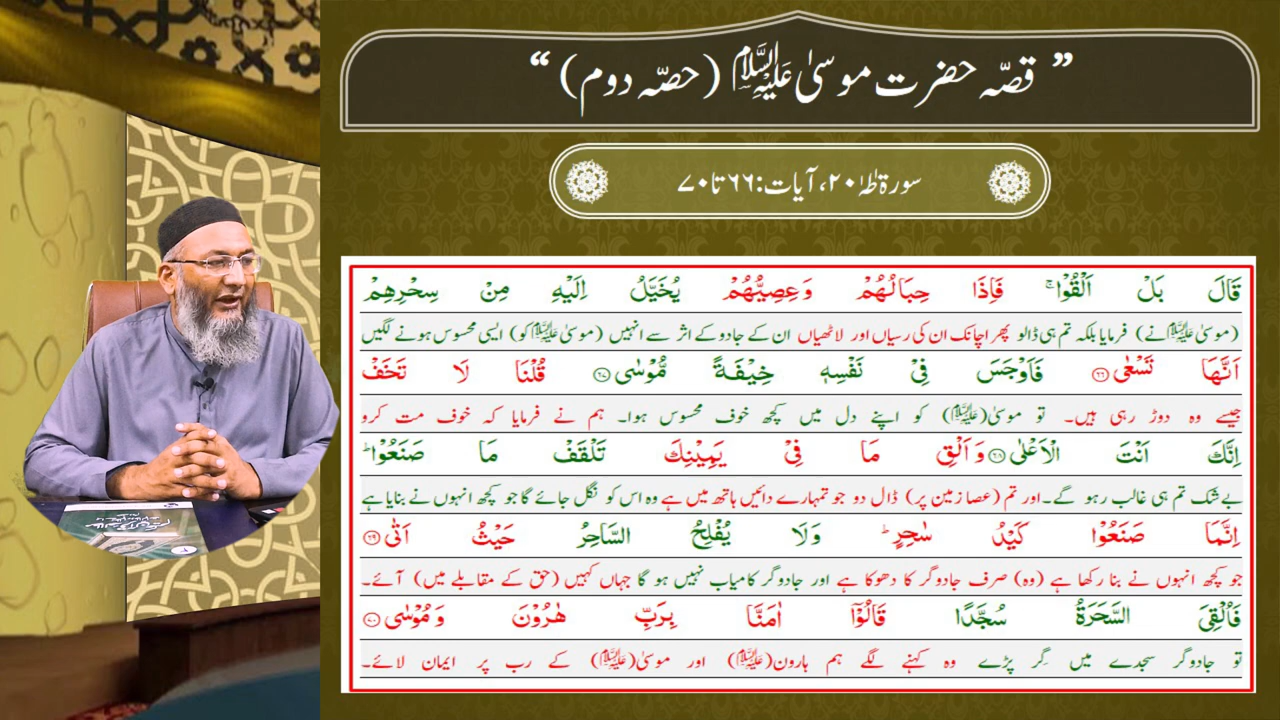 ” قصّہ حضرت موسیٰ علیہ السلام (حصّہ دوم) “
سورۃ طٰہٰ ۲۰، آیات: ۶۶ تا ۷۰
قَالَ بَلْ اَلْقُوْا ۚ فَاِذَا حِبَالُهُمْ وَعِصِيُّهُمْ يُخَيَّلُ اِلَيْهِ مِنْ سِحْرِهِمْ
(موسیٰ علیہ السلام نے) فرمایا بلکہ تم ہی ڈالو پھر اچانک ان کی رسیاں اور لاٹھیاں ان کے جادو کے اثر سے انہیں (موسیٰ علیہ السلام کو) ایسی محسوس ہونے لگیں
اَنَّهَا تَسْعٰى ۶۶ فَاَوْجَسَ فِيْ نَفْسِهٖ خِيْفَةً مُّوْسٰى ۶۷ قُلْنَا لَا تَخَفْ
جیسے وہ دوڑ رہی ہیں۔ تو موسیٰ (علیہ السلام) کو اپنے دل میں کچھ خوف محسوس ہوا۔ ہم نے فرمایا کہ خوف مت کرو
اِنَّكَ اَنْتَ الْاَعْلٰى ۶۸ وَ اَلْقِ مَا فِيْ يَمِيْنِكَ تَلْقَفْ مَا صَنَعُوْا ؕ
بے شک تم ہی غالب رہو گے۔ اور تم (عصا زمین پر) ڈال دو جو تمہارے دائیں ہاتھ میں ہے وہ اس کو نگل جائے گا جو کچھ انہوں نے بنایا ہے
اِنَّمَا صَنَعُوْا كَيْدُ سٰحِرٍ ؕ وَلَا يُفْلِحُ السَّاحِرُ حَيْثُ اَتٰى ۶۹
جو کچھ انہوں نے بنا رکھا ہے (وہ) صرف جادوگر کا دھوکا ہے اور جادوگر کامیاب نہیں ہو گا جہاں کہیں (حق کے مقابلے میں) آئے۔
فَاُلْقِيَ السَّحَرَةُ سُجَّدًا قَالُوْۤا اٰمَنَّا بِرَبِّ هٰرُوْنَ وَ مُوْسٰى ۷۰
تو جادوگر سجدے میں گر پڑے وہ کہنے لگے ہم ہارون (علیہ السلام) اور موسیٰ (علیہ السلام) کے رب پر ایمان لائے۔